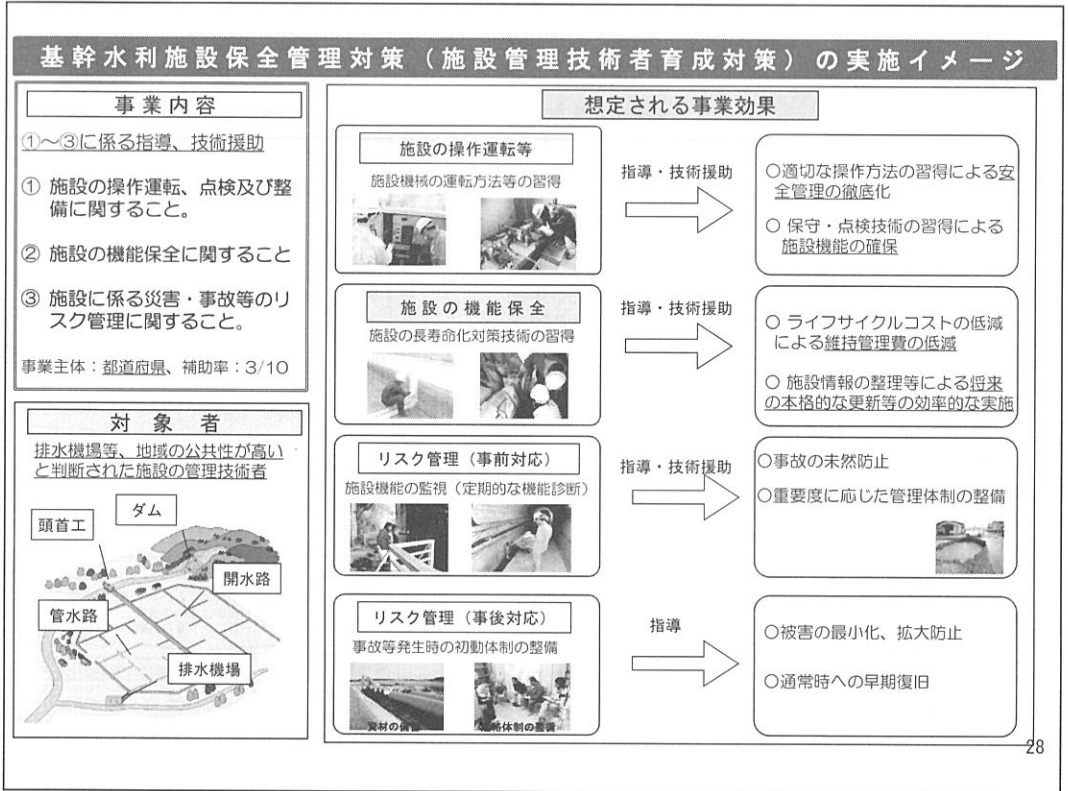 基幹水利施設保全管理対策（施設管理技術者育成対策）の実施イメージ
事業内容
①～③に係る指導、技術援助
① 施設の操作運転、点検及び整
備に関すること。
② 施設の機能保全に関すること
③ 施設に係る災害・事故等のリ
スク管理に関すること。
事業主体：都道府県、補助率：3/10
対象者
排水機場等、地域の公共性が高い
と判断された施設の管理技術者
ダム
頭首工
開水路
管水路
排水機場
想定される事業効果
施設の操作運転等
施設機械の運転方法等の習得
指導・技術援助
○適切な操作方法の習得による安
全管理の徹底化
○ 保守・点検技術の習得による
施設機能の確保
施設の機能保全
施設の長寿命化対策技術の習得
指導・技術援助
○ ライフサイクルコストの低減
による維持管理費の低減
○ 施設情報の整理等による将来
の本格的な更新等の効率的な実施
リスク管理（事前対応）
施設機能の監視（定期的な機能診断）
指導・技術援助
○事故の未然防止
○重要度に応じた管理体制の整備
リスク管理（事後対応）
事故等発生時の初動体制の整備
資材の備蓄
連絡体制の整備
指導
○被害の最小化、拡大防止
○通常時への早期復旧
28